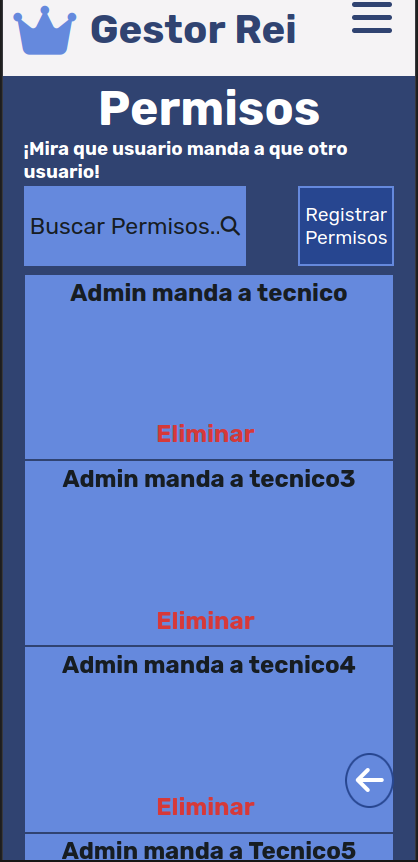 Gestor Rei
Permisos
¡Mira que usuario manda a que otro
usuario!
Buscar Permisos..
Registrar
Permisos
Admin manda a tecnico
Eliminar
Admin manda a tecnico3
Eliminar
Admin manda a tecnico4
Eliminar
Admin manda a Tecnico5